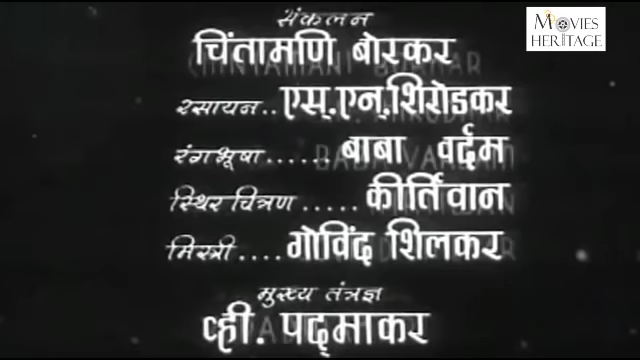 MOVIES
HERITAGE
संकलन
चिंतामणि बोरकर
रसायन.. एस्.एन्.शिरोडकर
रंगभूषा...... बाबा वर्दम
स्थिर चित्रण ..... कीर्तिवान
मिस्त्री.... गोविंद शिलकर
मुख्य तंत्रज्ञ
व्ही. पद्माकर